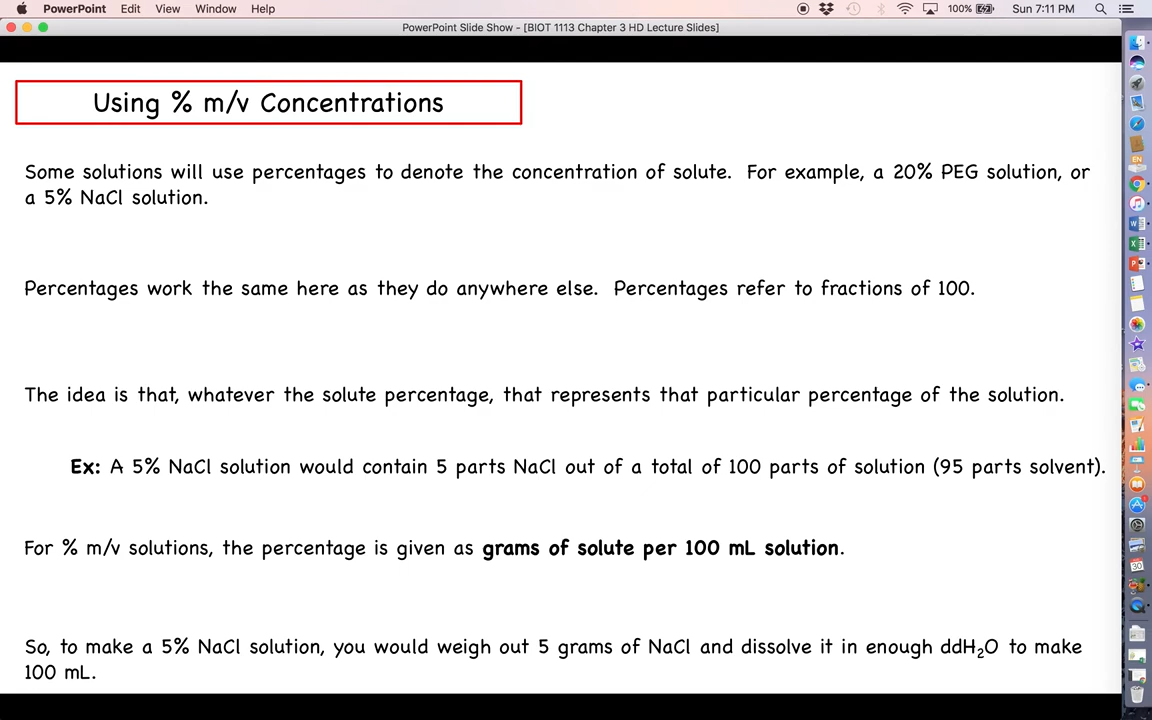 PowerPoint Edit View Window Help 100% Sun 7:11 PM
PowerPoint Slide Show - [BIOT 1113 Chapter 3 HD Lecture Slides]
Using % m/v Concentrations
Some solutions will use percentages to denote the concentration of solute. For example, a 20% PEG solution, or
a 5% NaCl solution.
Percentages work the same here as they do anywhere else. Percentages refer to fractions of 100.
The idea is that, whatever the solute percentage, that represents that particular percentage of the solution.
Ex: A 5% NaCl solution would contain 5 parts NaCl out of a total of 100 parts of solution (95 parts solvent).
For % m/v solutions, the percentage is given as grams of solute per 100 mL solution.
So, to make a 5% NaCl solution, you would weigh out 5 grams of NaCl and dissolve it in enough ddH₂O to make
100 mL.